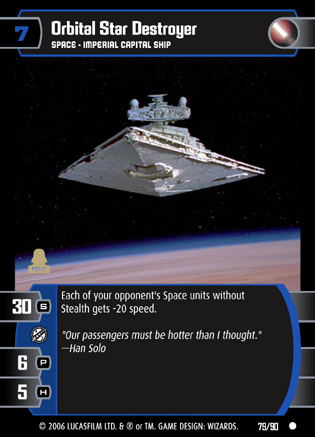 7
Orbital Star Destroyer
SPACE - IMPERIAL CAPITAL SHIP
30 S
Each of your opponent's Space units without
Stealth gets -20 speed.
"Our passengers must be hotter than I thought."
—Han Solo
6 P
5 H
© 2006 LUCASFILM LTD. & ® or TM. GAME DESIGN: WIZARDS. 79/90